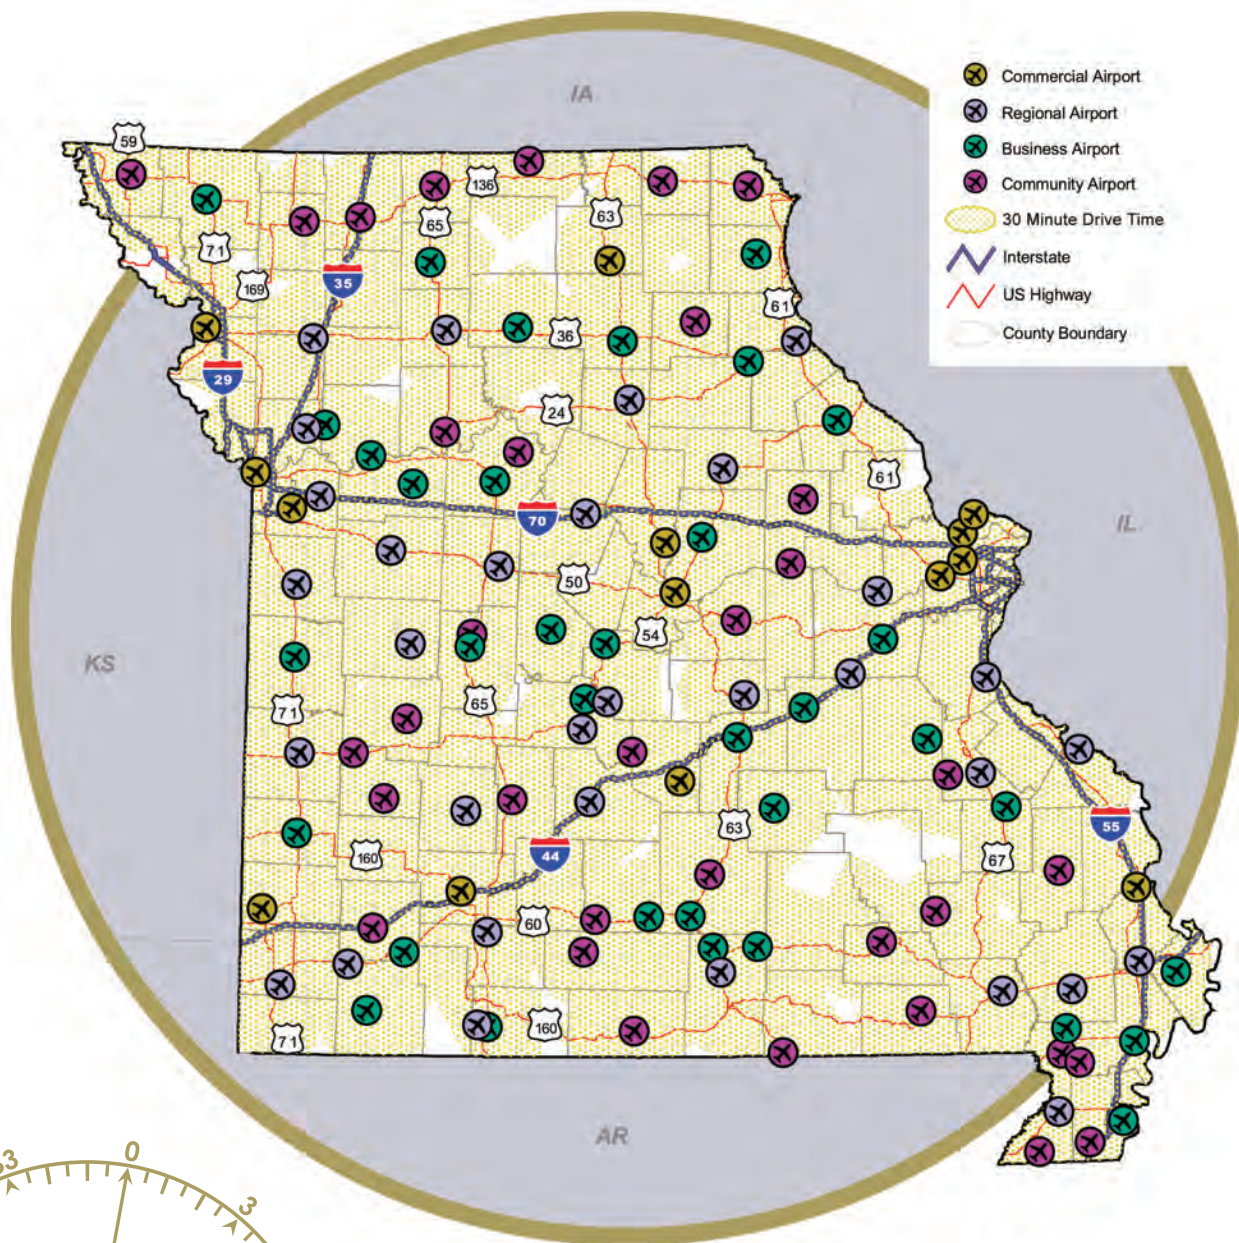 Commercial Airport
Regional Airport
Business Airport
Community Airport
30 Minute Drive Time
Interstate
US Highway
County Boundary
IA
59
136
63
65
71
169
35
61
36
29
24
61
70
IL
50
54
KS
65
71
63
55
44
160
67
60
160
71
AR
33
0
3